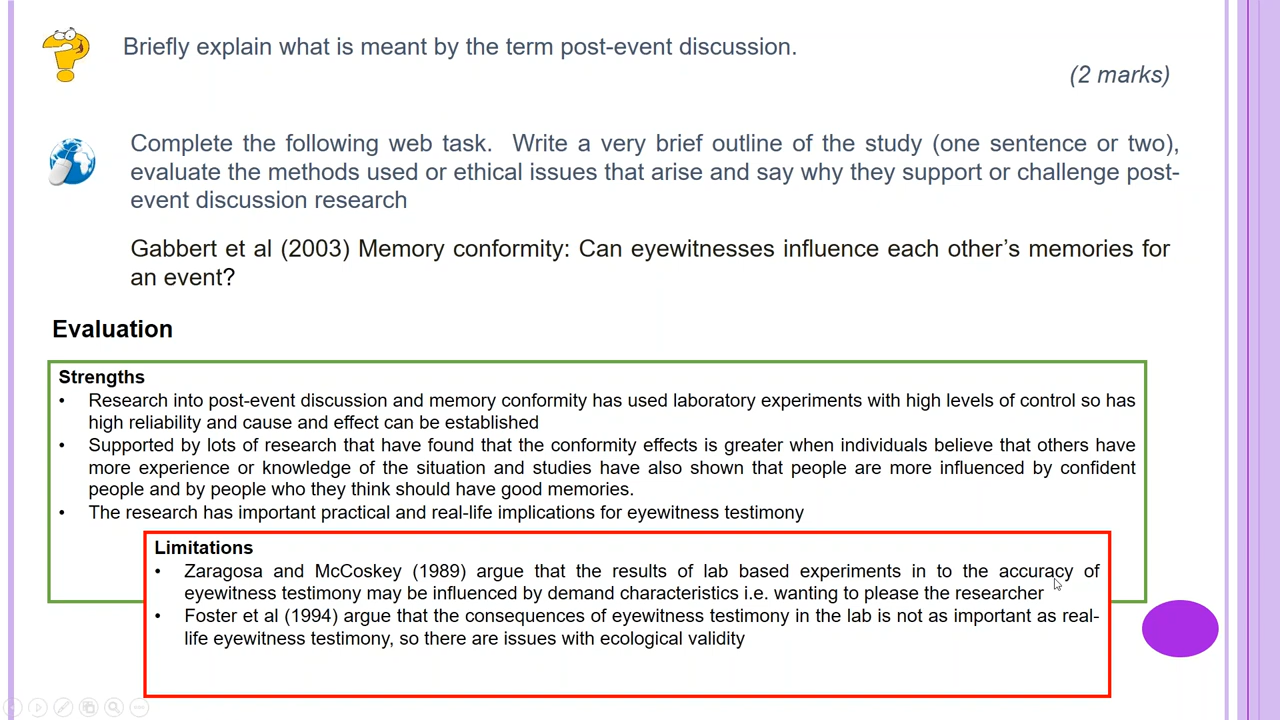 Briefly explain what is meant by the term post-event discussion.
(2 marks)
Complete the following web task. Write a very brief outline of the study (one sentence or two),
evaluate the methods used or ethical issues that arise and say why they support or challenge post-
event discussion research
Gabbert et al (2003) Memory conformity: Can eyewitnesses influence each other's memories for
an event?
Evaluation
Strengths
• Research into post-event discussion and memory conformity has used laboratory experiments with high levels of control so has
high reliability and cause and effect can be established
• Supported by lots of research that have found that the conformity effects is greater when individuals believe that others have
more experience or knowledge of the situation and studies have also shown that people are more influenced by confident
people and by people who they think should have good memories.
• The research has important practical and real-life implications for eyewitness testimony
Limitations
• Zaragosa and McCoskey (1989) argue that the results of lab based experiments in to the accuracy of
eyewitness testimony may be influenced by demand characteristics i.e. wanting to please the researcher
• Foster et al (1994) argue that the consequences of eyewitness testimony in the lab is not as important as real-
life eyewitness testimony, so there are issues with ecological validity